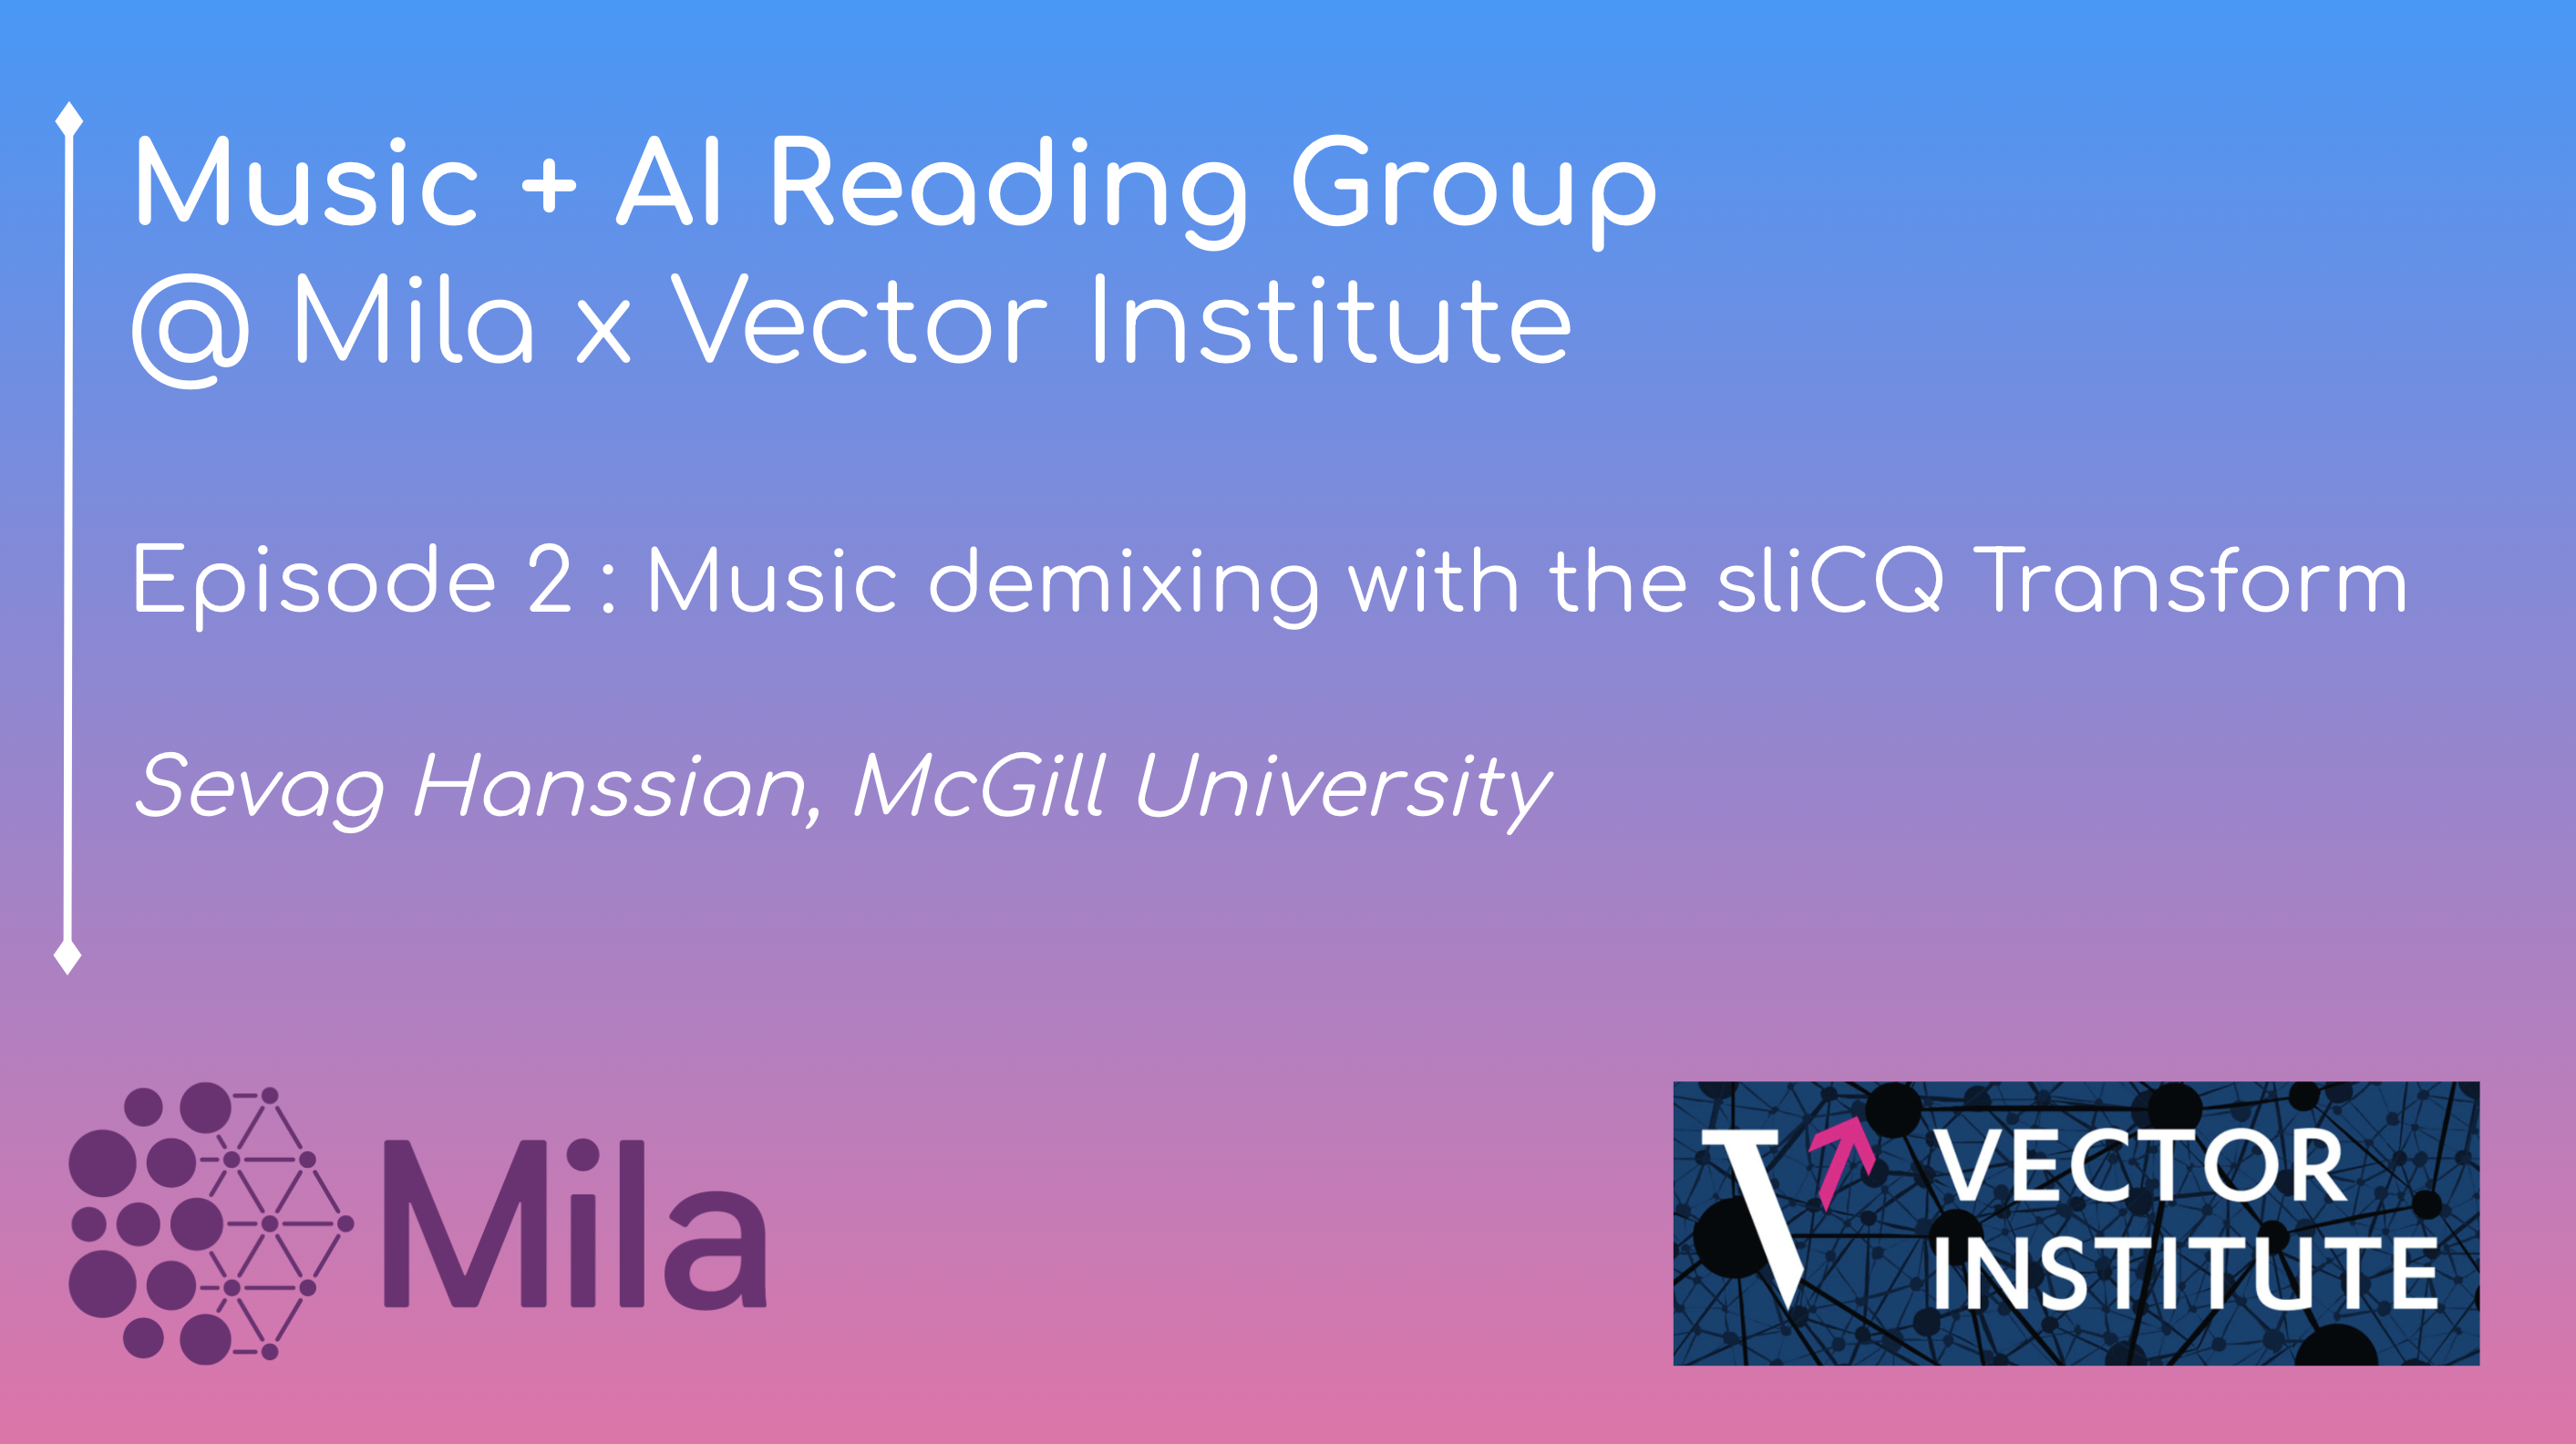 Music + AI Reading Group
@ Mila x Vector Institute
Episode 2 : Music demixing with the sliCQ Transform
Sevag Hanssian, McGill University
Mila
VECTOR
INSTITUTE